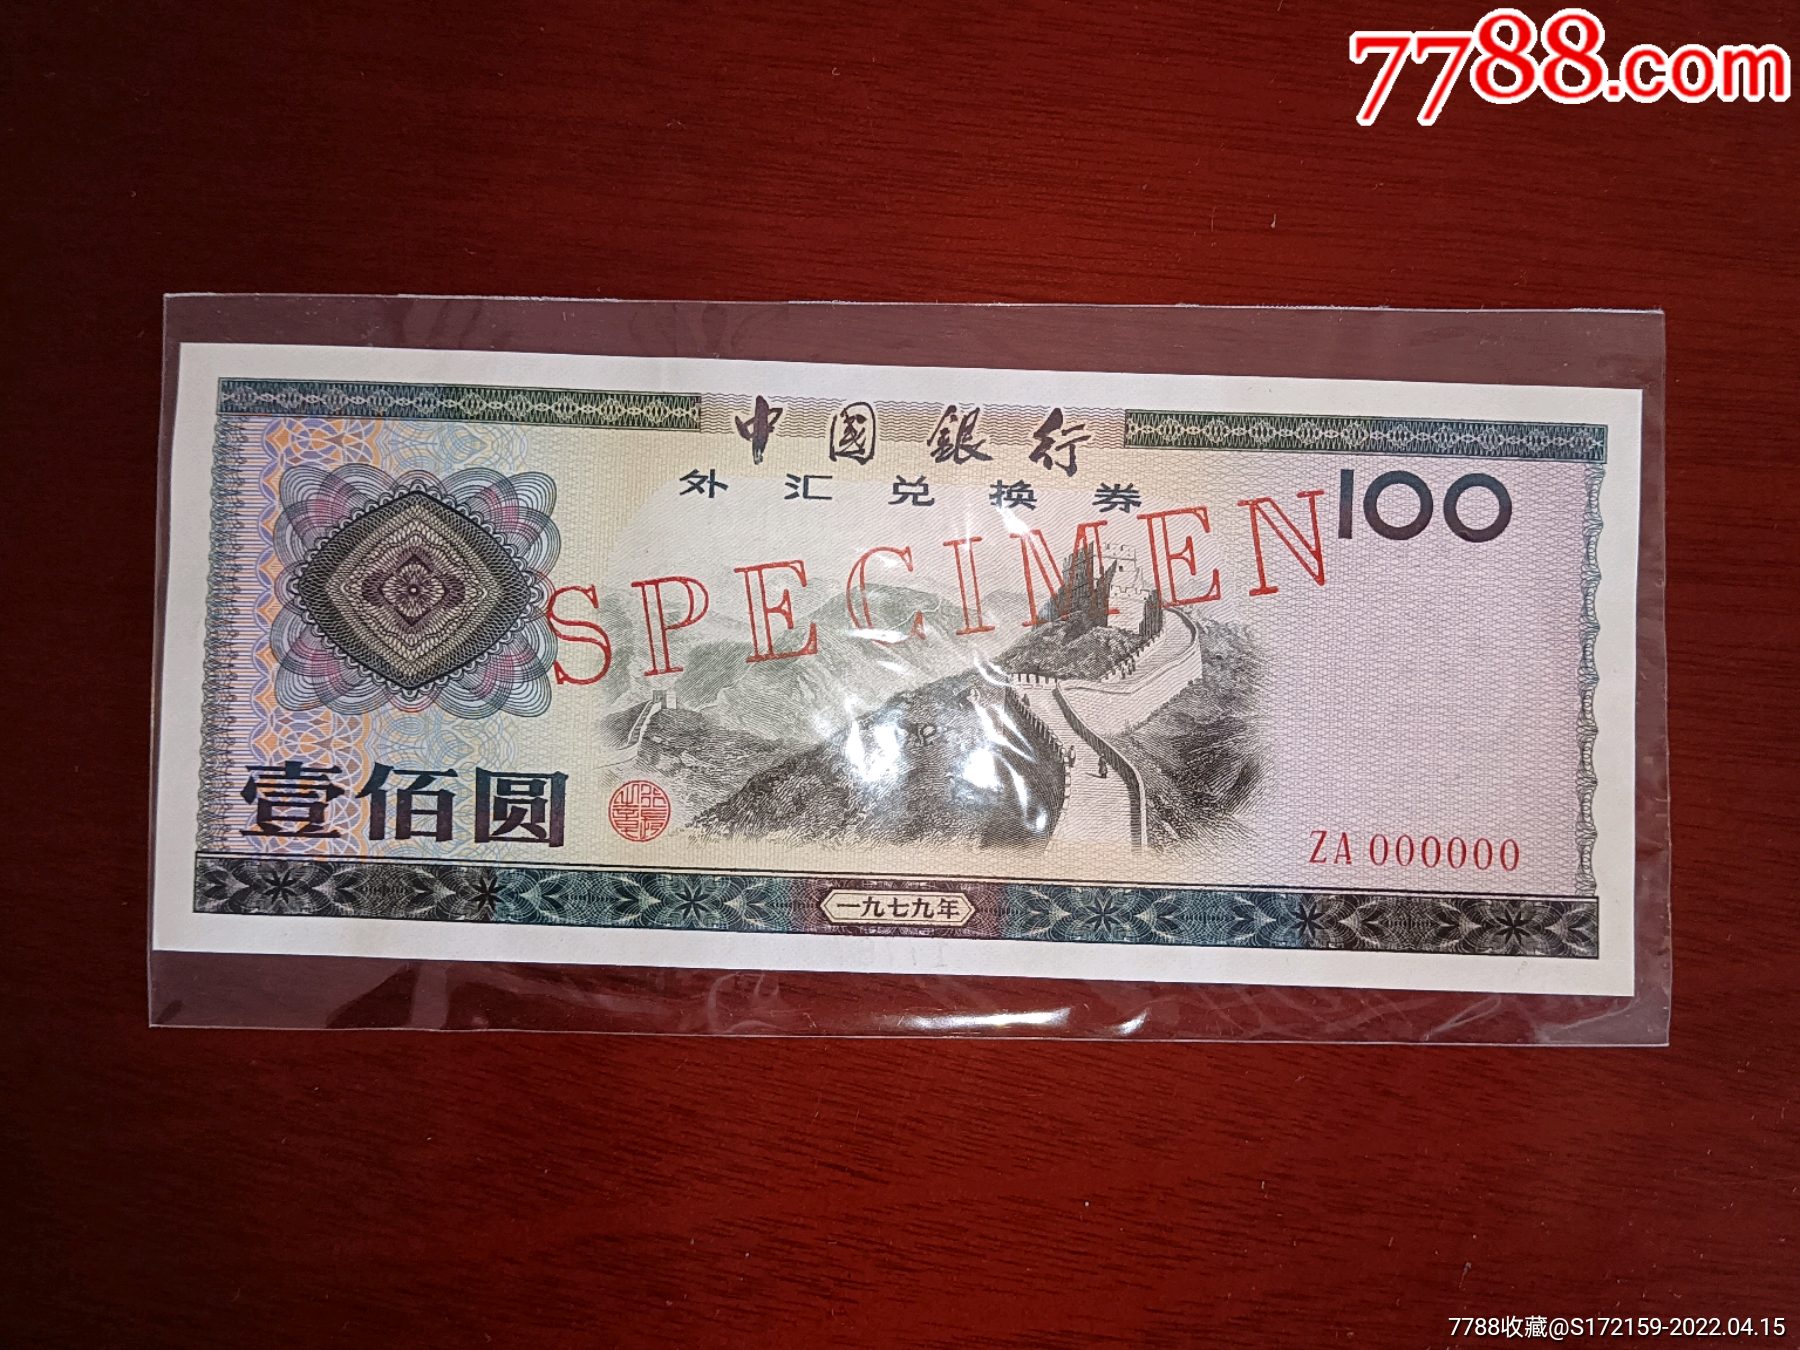 7788.com
中國銀行
外汇兑换券
100
SPECIMEN
壹佰圆
ZA 000000
一九七九年
7788收藏@S172159-2022.04.15